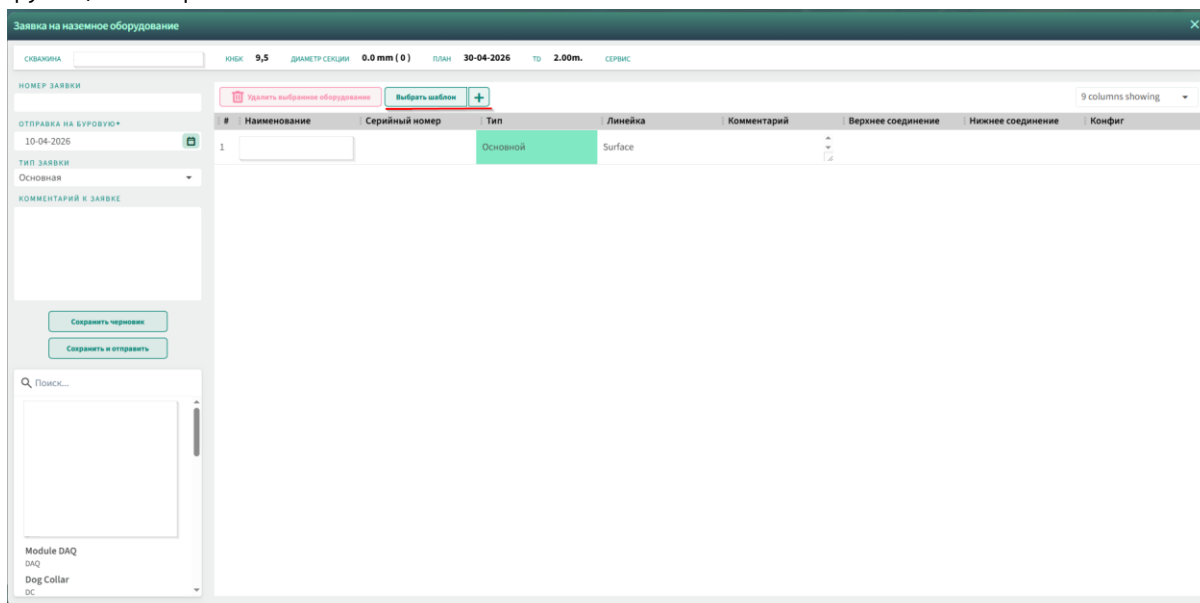 Заявка на наземное оборудование
СКВАЖИНА КНБК 9,5 ДИАМЕТР СЕКЦИИ 0.0 mm ( 0 ) ПЛАН 30-04-2026 TD 2.00m. СЕРВИС
НОМЕР ЗАЯВКИ
Удалить выбранное оборудование Выбрать шаблон + 9 columns showing
ОТПРАВКА НА БУРОВУЮ*
10-04-2026
# Наименование Серийный номер Тип Линейка Комментарий Верхнее соединение Нижнее соединение Конфиг
1 Основной Surface
ТИП ЗАЯВКИ
Основная
КОММЕНТАРИЙ К ЗАЯВКЕ
Сохранить черновик
Сохранить и отправить
Поиск...
Module DAQ
DAQ
Dog Collar
DC